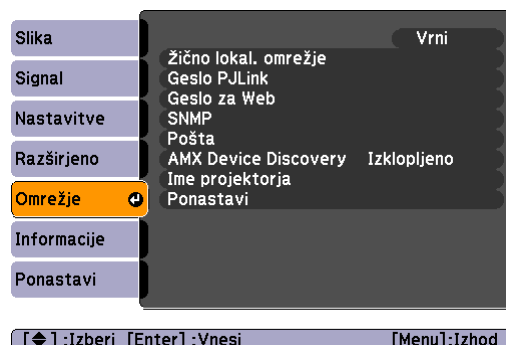 Slika
Signal
Nastavitve
Razširjeno
Omrežje
Informacije
Ponastavi
Vrni
Žično lokal. omrežje
Geslo PJLink
Geslo za Web
SNMP
Pošta
AMX Device Discovery Izklopljeno
Ime projektorja
Ponastavi
[◆] :Izberi [Enter] :Vnesi [Menu]:Izhod